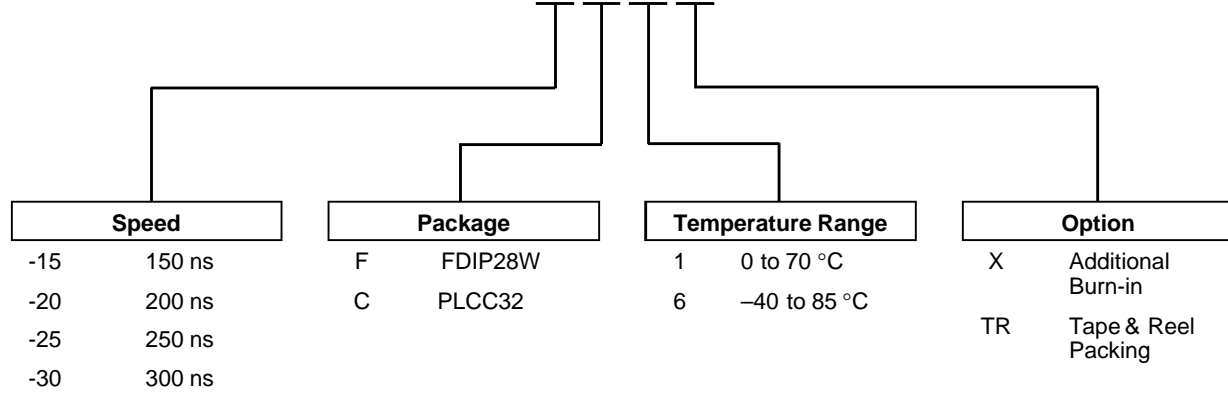 Speed Package Temperature Range Option
-15 150 ns F FDIP28W 1 0 to 70 °C X Additional Burn-in
-20 200 ns C PLCC32 6 –40 to 85 °C TR Tape & Reel Packing
-25 250 ns
-30 300 ns